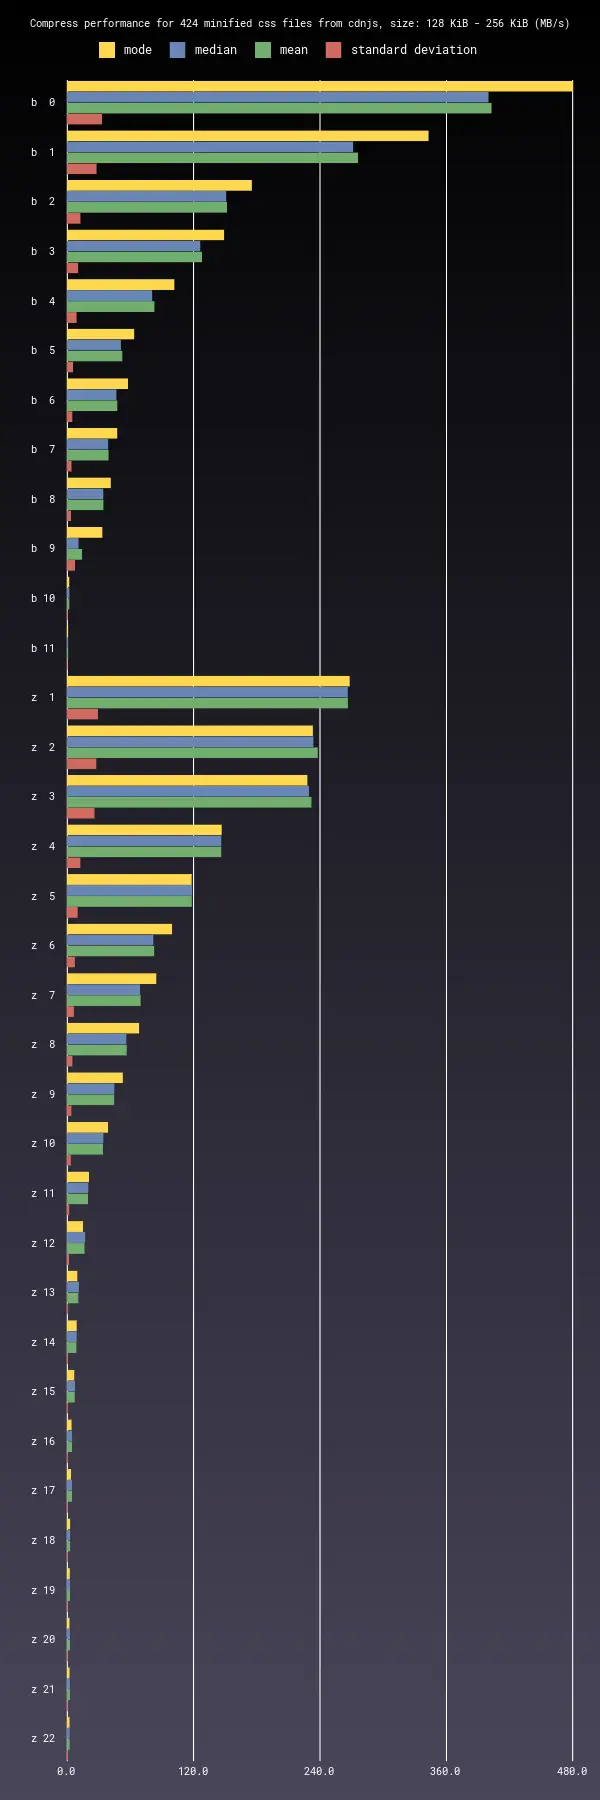 Compress performance for 424 minified css files from cdnjs, size: 128 KiB - 256 KiB (MB/s)
mode median mean standard deviation
b 0
b 1
b 2
b 3
b 4
b 5
b 6
b 7
b 8
b 9
b 10
b 11
z 1
z 2
z 3
z 4
z 5
z 6
z 7
z 8
z 9
z 10
z 11
z 12
z 13
z 14
z 15
z 16
z 17
z 18
z 19
z 20
z 21
z 22
0.0 120.0 240.0 360.0 480.0